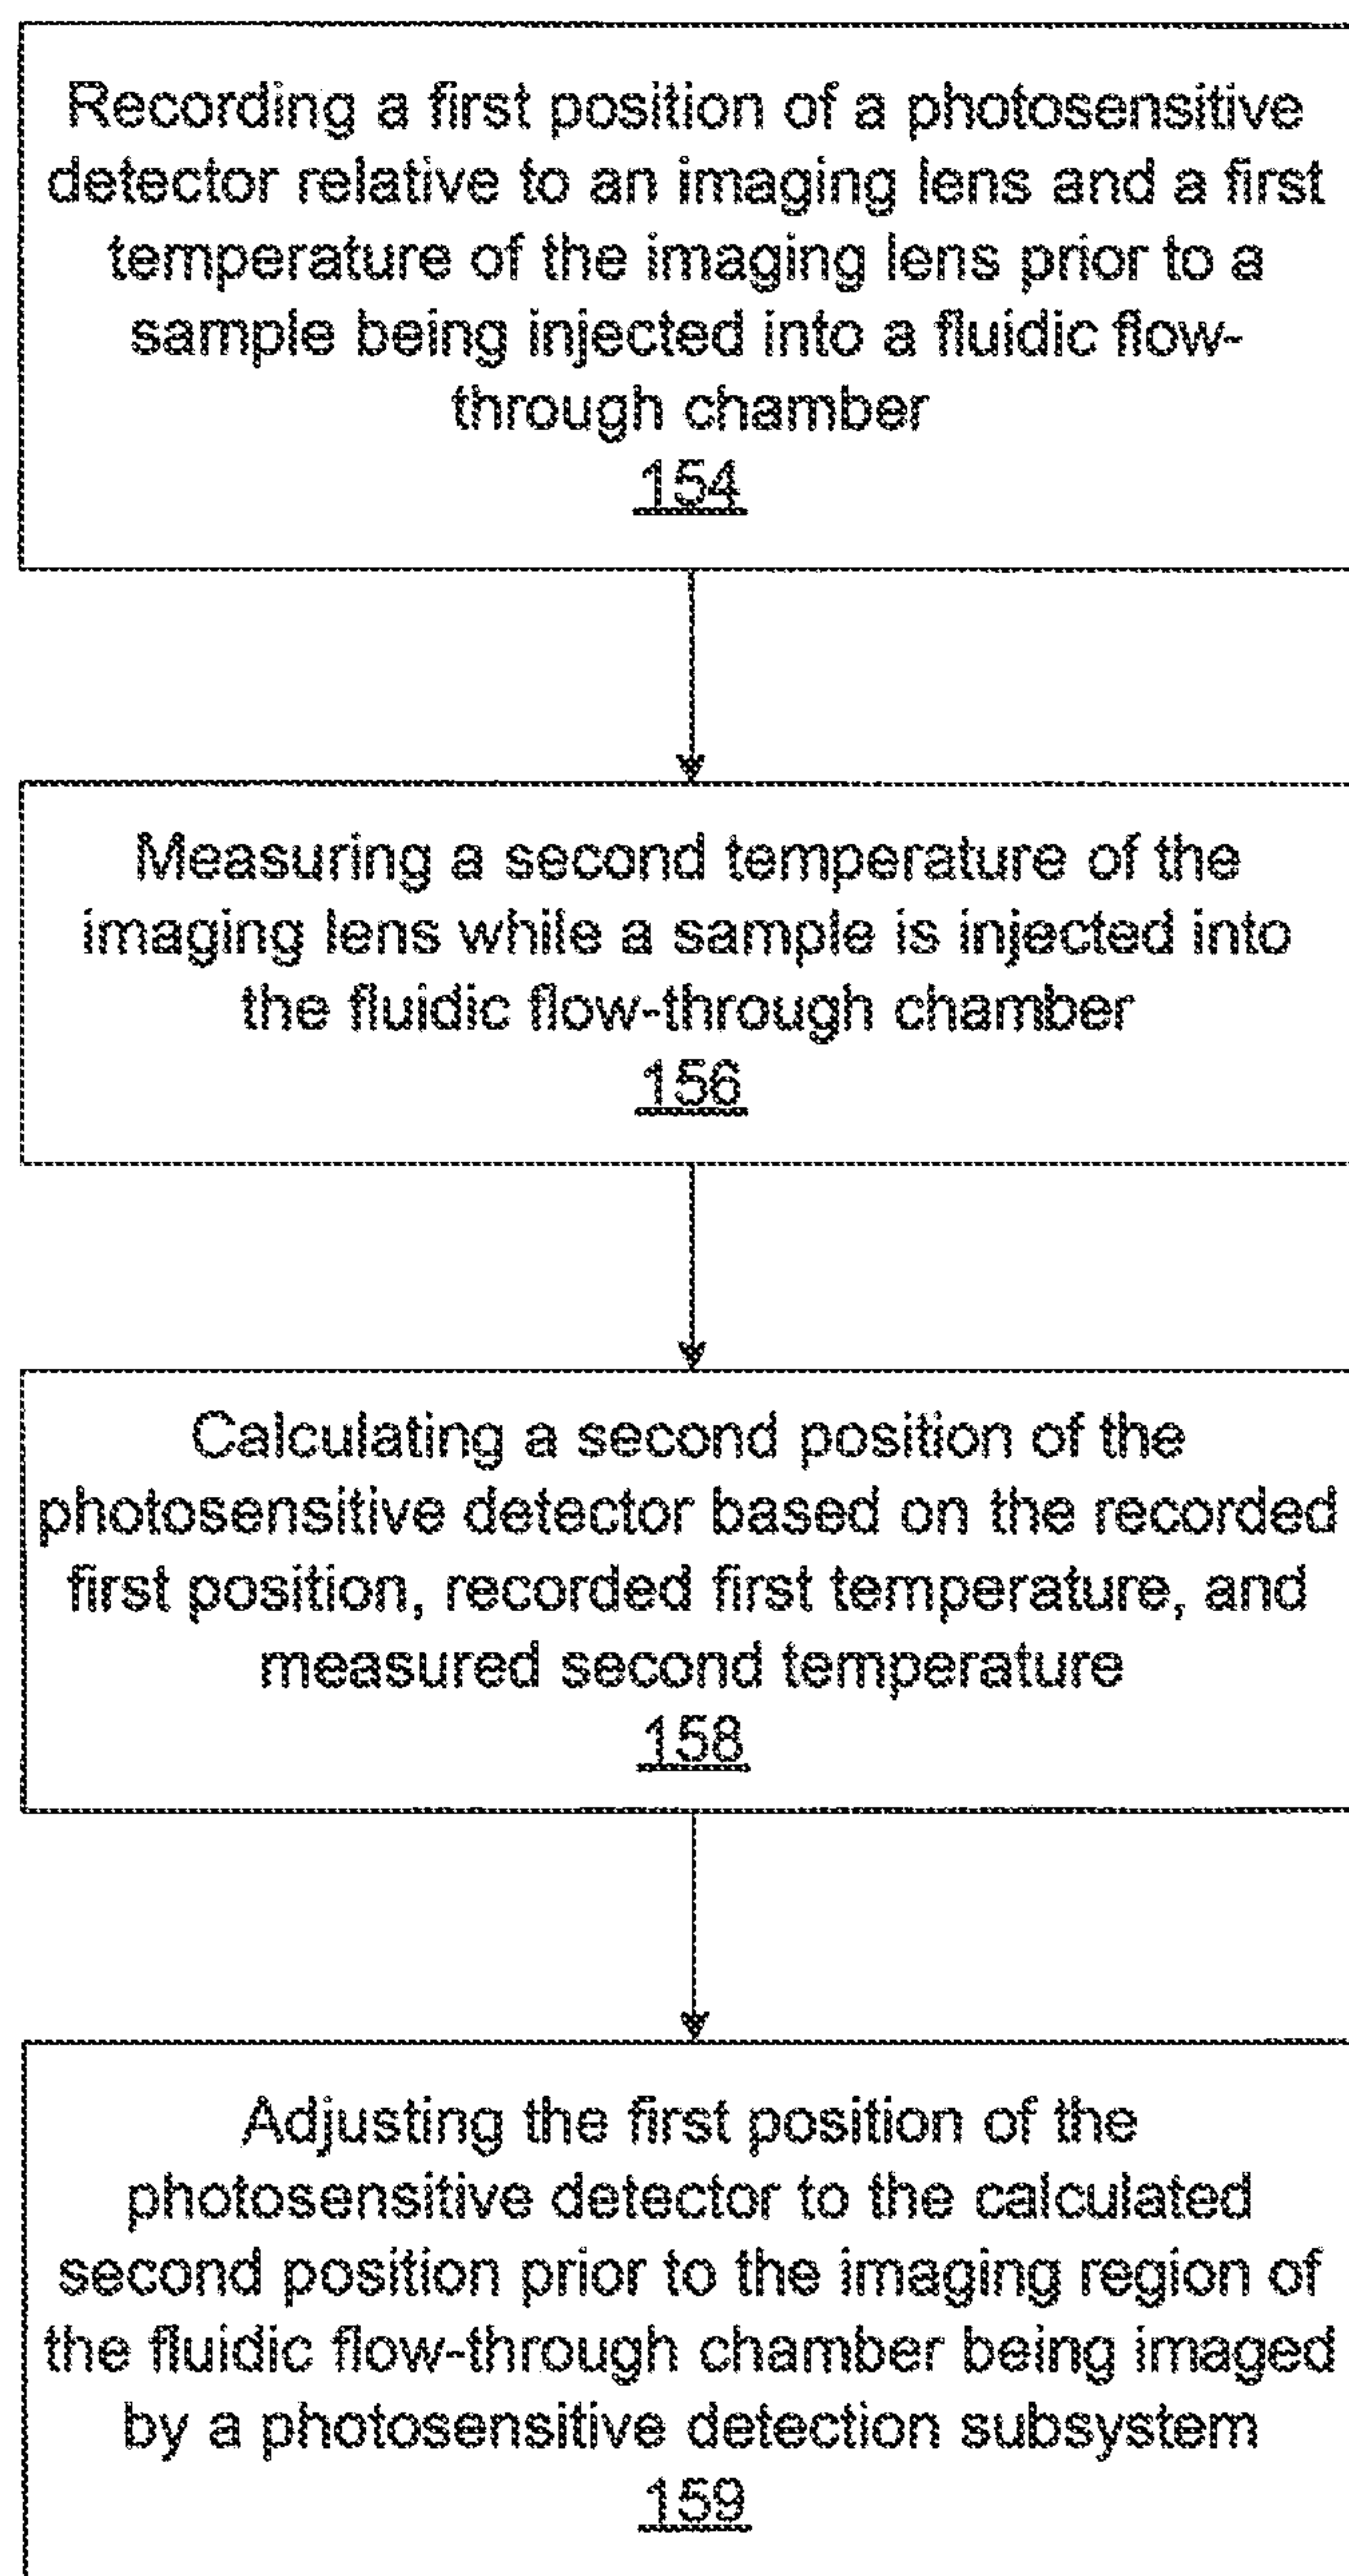 Recording a first position of a photosensitive
detector relative to an imaging lens and a first
temperature of the imaging lens prior to a
sample being injected into a fluidic flow-
through chamber
154
Measuring a second temperature of the
imaging lens while a sample is injected into
the fluidic flow-through chamber
156
Calculating a second position of the
photosensitive detector based on the recorded
first position, recorded first temperature, and
measured second temperature
158
Adjusting the first position of the
photosensitive detector to the calculated
second position prior to the imaging region of
the fluidic flow-through chamber being imaged
by a photosensitive detection subsystem
159